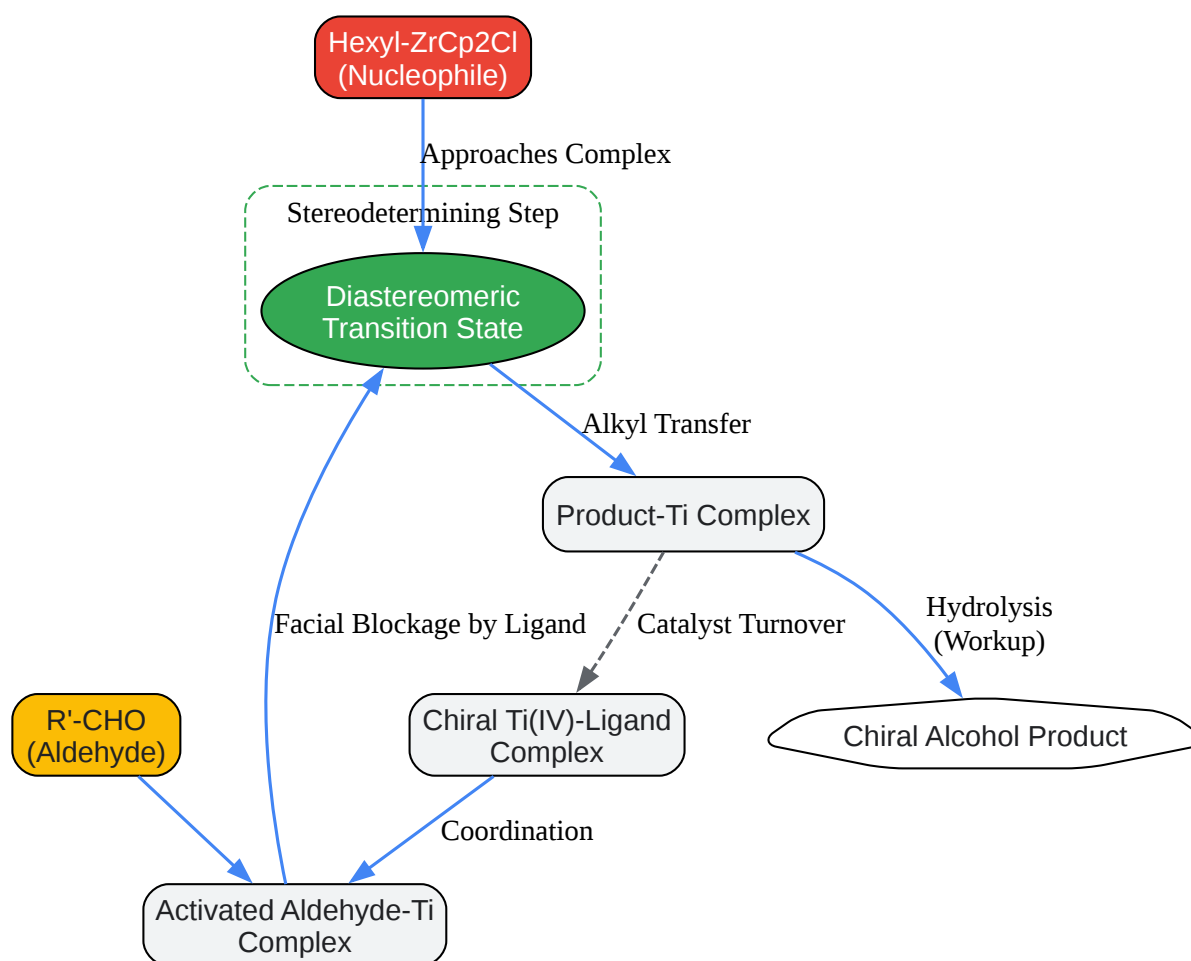 Hexyl-ZrCp2Cl
(Nucleophile)
Approaches Complex
Stereodetermining Step
Diastereomeric
Transition State
Alkyl Transfer
Product-Ti Complex
Facial Blockage by Ligand
Catalyst Turnover
Hydrolysis
(Workup)
R'-CHO
(Aldehyde)
Chiral Ti(IV)-Ligand
Complex
Chiral Alcohol Product
Coordination
Activated Aldehyde-Ti
Complex